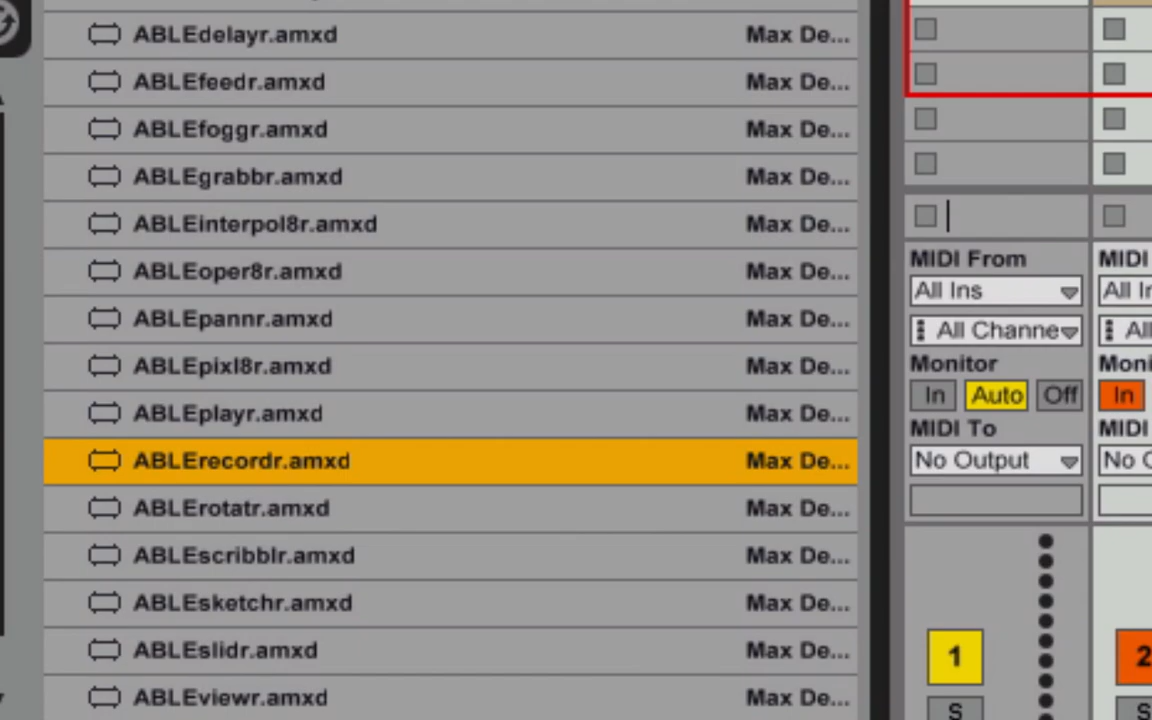 ABLEdelayr.amxd Max De...
ABLEfeedr.amxd Max De...
ABLEfoggr.amxd Max De...
ABLEgrabbr.amxd Max De...
ABLEinterpol8r.amxd Max De...
ABLEoper8r.amxd Max De...
ABLEpannr.amxd Max De...
ABLEpixl8r.amxd Max De...
ABLEplayr.amxd Max De...
ABLErecordr.amxd Max De...
ABLErotatr.amxd Max De...
ABLEscribblr.amxd Max De...
ABLEsketchr.amxd Max De...
ABLEslidr.amxd Max De...
ABLEviewr.amxd Max De...
MIDI From MIDI
All Ins All In
All Channe All
Monitor Moni
In Auto Off In
MIDI To MIDI
No Output No
1 2
S S